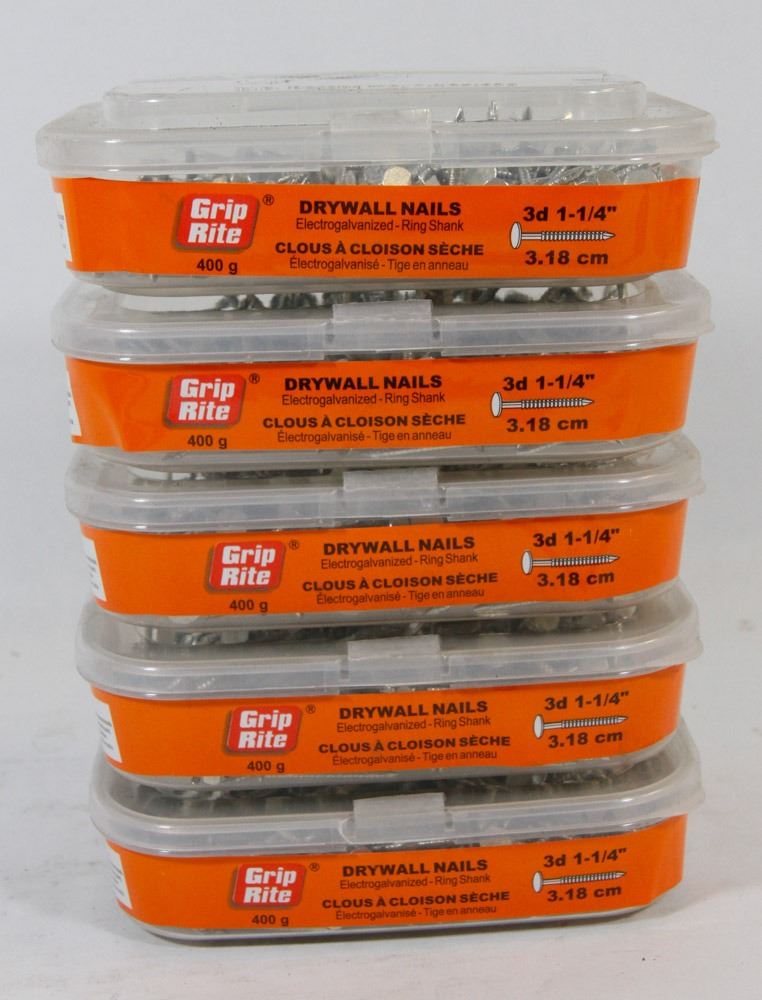 Grip Rite ®
DRYWALL NAILS
Electrogalvanized - Ring Shank
CLOUS À CLOISON SÈCHE
Électrogalvanisé - Tige en anneau
400 g
3d 1-1/4"
3.18 cm
Grip Rite ®
DRYWALL NAILS
Electrogalvanized - Ring Shank
CLOUS À CLOISON SÈCHE
Électrogalvanisé - Tige en anneau
400 g
3d 1-1/4"
3.18 cm
Grip Rite ®
DRYWALL NAILS
Electrogalvanized - Ring Shank
CLOUS À CLOISON SÈCHE
Électrogalvanisé - Tige en anneau
400 g
3d 1-1/4"
3.18 cm
Grip Rite ®
DRYWALL NAILS
Electrogalvanized - Ring Shank
CLOUS À CLOISON SÈCHE
Électrogalvanisé - Tige en anneau
400 g
3d 1-1/4"
3.18 cm
Grip Rite ®
DRYWALL NAILS
Electrogalvanized - Ring Shank
CLOUS À CLOISON SÈCHE
Électrogalvanisé - Tige en anneau
400 g
3d 1-1/4"
3.18 cm